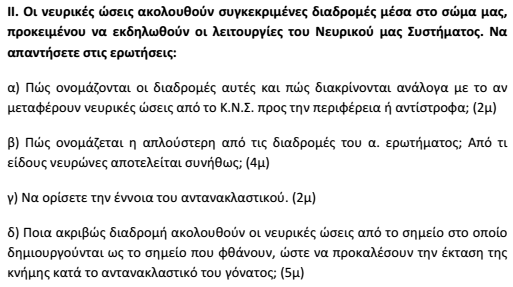 II. Οι νευρικές ώσεις ακολουθούν συγκεκριμένες διαδρομές μέσα στο σώμα μας,
προκειμένου να εκδηλωθούν οι λειτουργίες του Νευρικού μας Συστήματος. Να
απαντήσετε στις ερωτήσεις:
α) Πώς ονομάζονται οι διαδρομές αυτές και πώς διακρίνονται ανάλογα με το αν
μεταφέρουν νευρικές ώσεις από το Κ.Ν.Σ. προς την περιφέρεια ή αντίστροφα; (2μ)
β) Πώς ονομάζεται η απλούστερη από τις διαδρομές του α. ερωτήματος; Από τι
είδους νευρώνες αποτελείται συνήθως; (4μ)
γ) Να ορίσετε την έννοια του αντανακλαστικού. (2μ)
δ) Ποια ακριβώς διαδρομή ακολουθούν οι νευρικές ώσεις από το σημείο στο οποίο
δημιουργούνται ως το σημείο που φθάνουν, ώστε να προκαλέσουν την έκταση της
κνήμης κατά το αντανακλαστικό του γόνατος; (5μ)